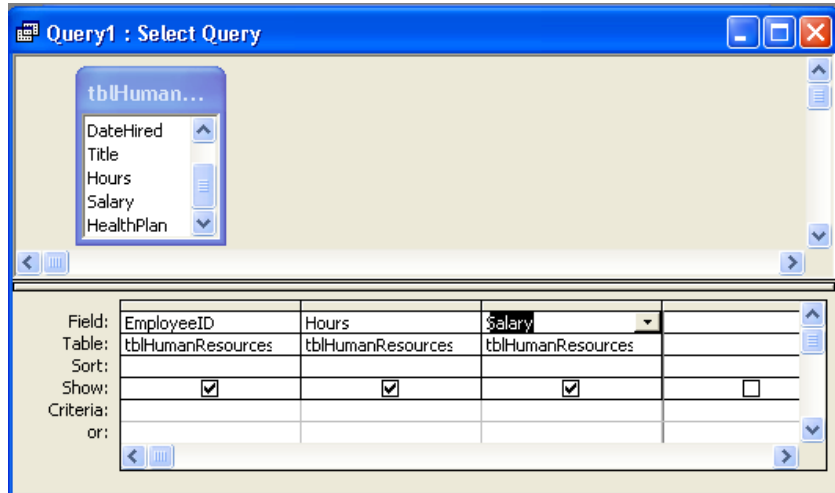 Query1 : Select Query
tblHuman...
DateHired
Title
Hours
Salary
HealthPlan
Field: EmployeeID Hours Salary
Table: tblHumanResources tblHumanResources tblHumanResources
Sort:
Show:
Criteria:
or: